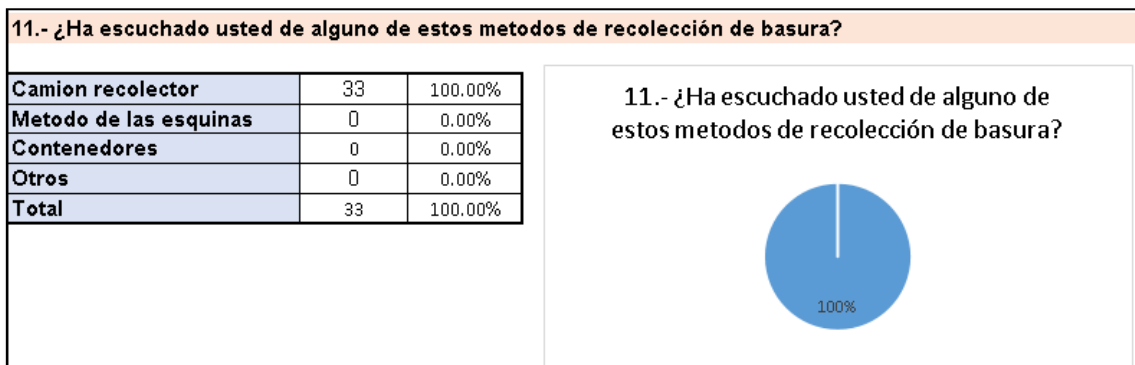 11.- ¿Ha escuchado usted de alguno de estos metodos de recolección de basura?
Camion recolector 33 100.00%
Metodo de las esquinas 0 0.00%
Contenedores 0 0.00%
Otros 0 0.00%
Total 33 100.00%
11.- ¿Ha escuchado usted de alguno de
estos metodos de recolección de basura?
100%